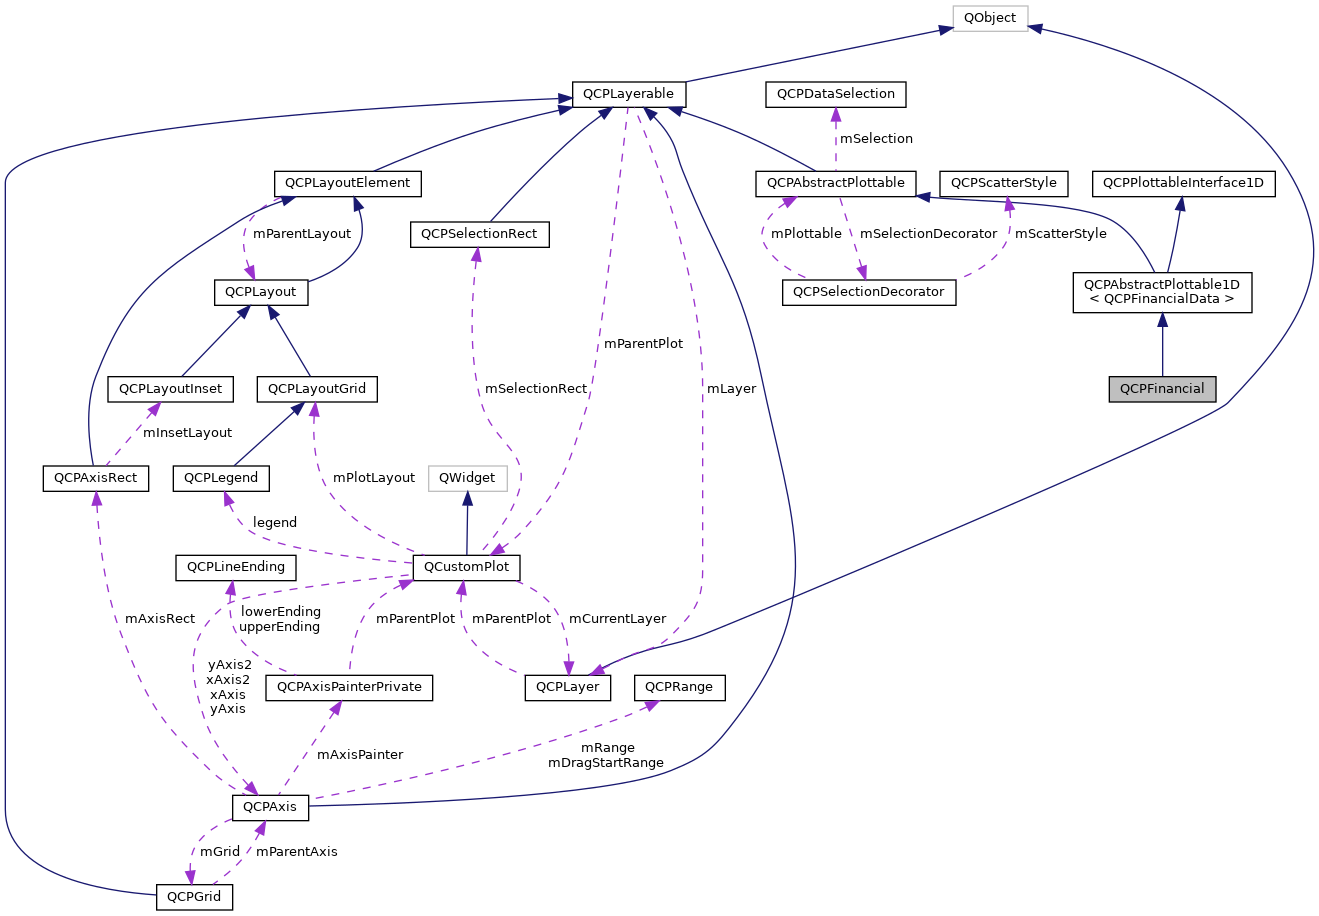 QObject
QCPLayerable
QCPDataSelection
mSelection
QCPLayoutElement
QCPAbstractPlottable
QCPScatterStyle
QCPPlottableInterface1D
mParentLayout
QCPSelectionRect
mPlottable
mSelectionDecorator
mScatterStyle
QCPLayout
QCPSelectionDecorator
QCPAbstractPlottable1D
< QCPFinancialData >
mParentPlot
QCPLayoutInset
QCPLayoutGrid
mSelectionRect
mLayer
QCPFinancial
mInsetLayout
QCPAxisRect
QCPLegend
mPlotLayout
QWidget
legend
QCPLineEnding
QCustomPlot
mAxisRect
lowerEnding
upperEnding
mParentPlot
mParentPlot
mCurrentLayer
yAxis2
xAxis2
xAxis
yAxis
QCPAxisPainterPrivate
QCPLayer
QCPRange
mAxisPainter
mRange
mDragStartRange
QCPAxis
mGrid
mParentAxis
QCPGrid